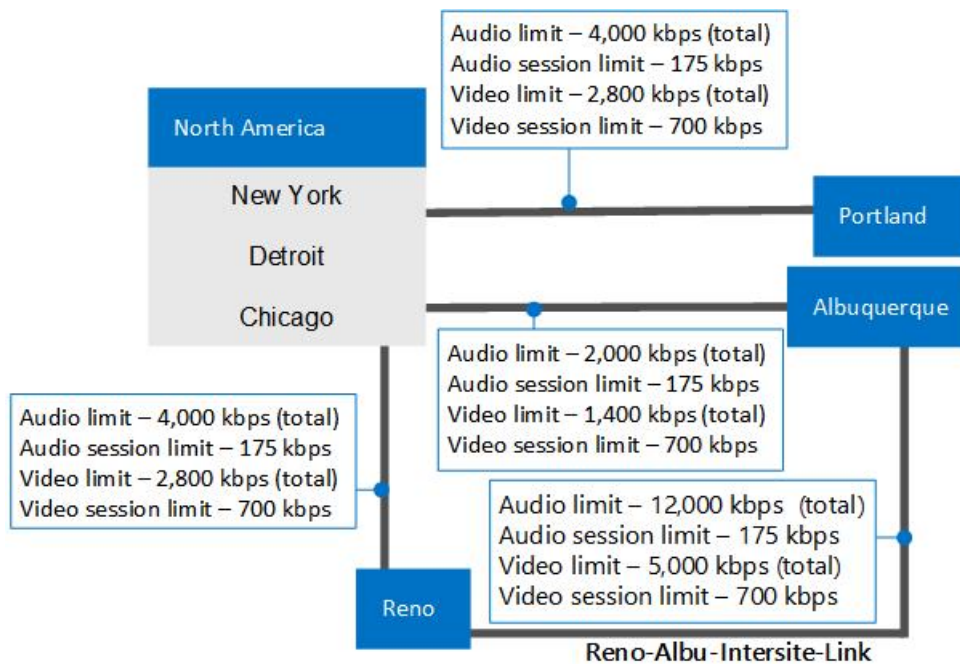 Audio limit – 4,000 kbps (total)
Audio session limit – 175 kbps
Video limit – 2,800 kbps (total)
Video session limit – 700 kbps
North America
New York
Detroit
Chicago
Portland
Albuquerque
Audio limit – 2,000 kbps (total)
Audio session limit – 175 kbps
Video limit – 1,400 kbps (total)
Video session limit – 700 kbps
Audio limit – 4,000 kbps (total)
Audio session limit – 175 kbps
Video limit – 2,800 kbps (total)
Video session limit – 700 kbps
Audio limit – 12,000 kbps (total)
Audio session limit – 175 kbps
Video limit – 5,000 kbps (total)
Video session limit – 700 kbps
Reno
Reno-Albu-Intersite-Link